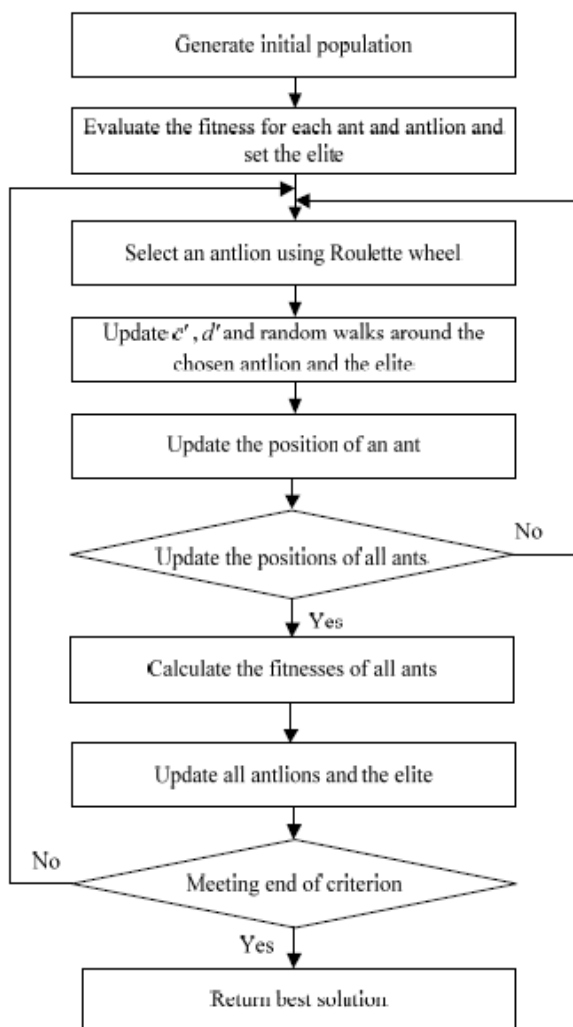 Generate initial population
Evaluate the fitness for each ant and antlion and
set the elite
Select an antlion using Roulette wheel
Update c', d' and random walks around the
chosen antlion and the elite
Update the position of an ant
No
Update the positions of all ants
Yes
Calculate the fitnesses of all ants
Update all antlions and the elite
No
Meeting end of criterion
Yes
Return best solution